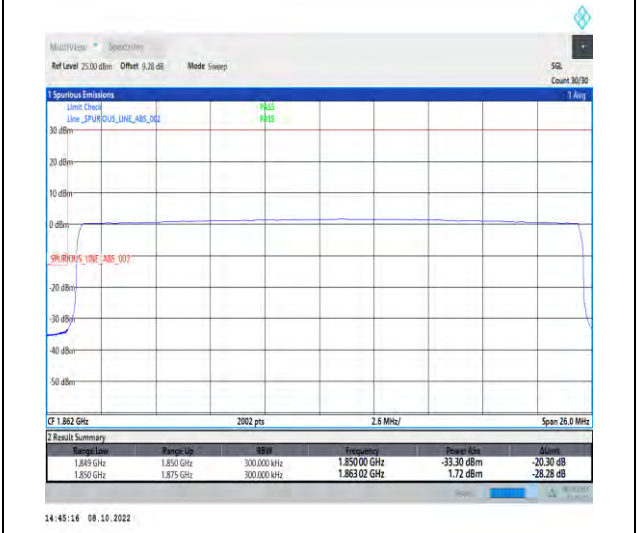 MultiView Spectrum
Ref Level 25.00 dBm Offset 9.28 dB Mode Sweep SGL
Count 30/30
1 Spurious Emissions 1 Avg
Limit Check PASS
Line _SPURIOUS_LINE_ABS_002 PASS
30 dBm
20 dBm
10 dBm
0 dBm
_SPURIOUS_LINE_ABS_002
-20 dBm
-30 dBm
-40 dBm
-50 dBm
CF 1.862 GHz 2002 pts 2.6 MHz/ Span 26.0 MHz
2 Result Summary
Range Low Range Up RBW Frequency Power Abs ΔLimit
1.849 GHz 1.850 GHz 300.000 kHz 1.85000 GHz -33.30 dBm -20.30 dB
1.850 GHz 1.875 GHz 300.000 kHz 1.86302 GHz 1.72 dBm -28.28 dB
14:45:16 08.10.2022